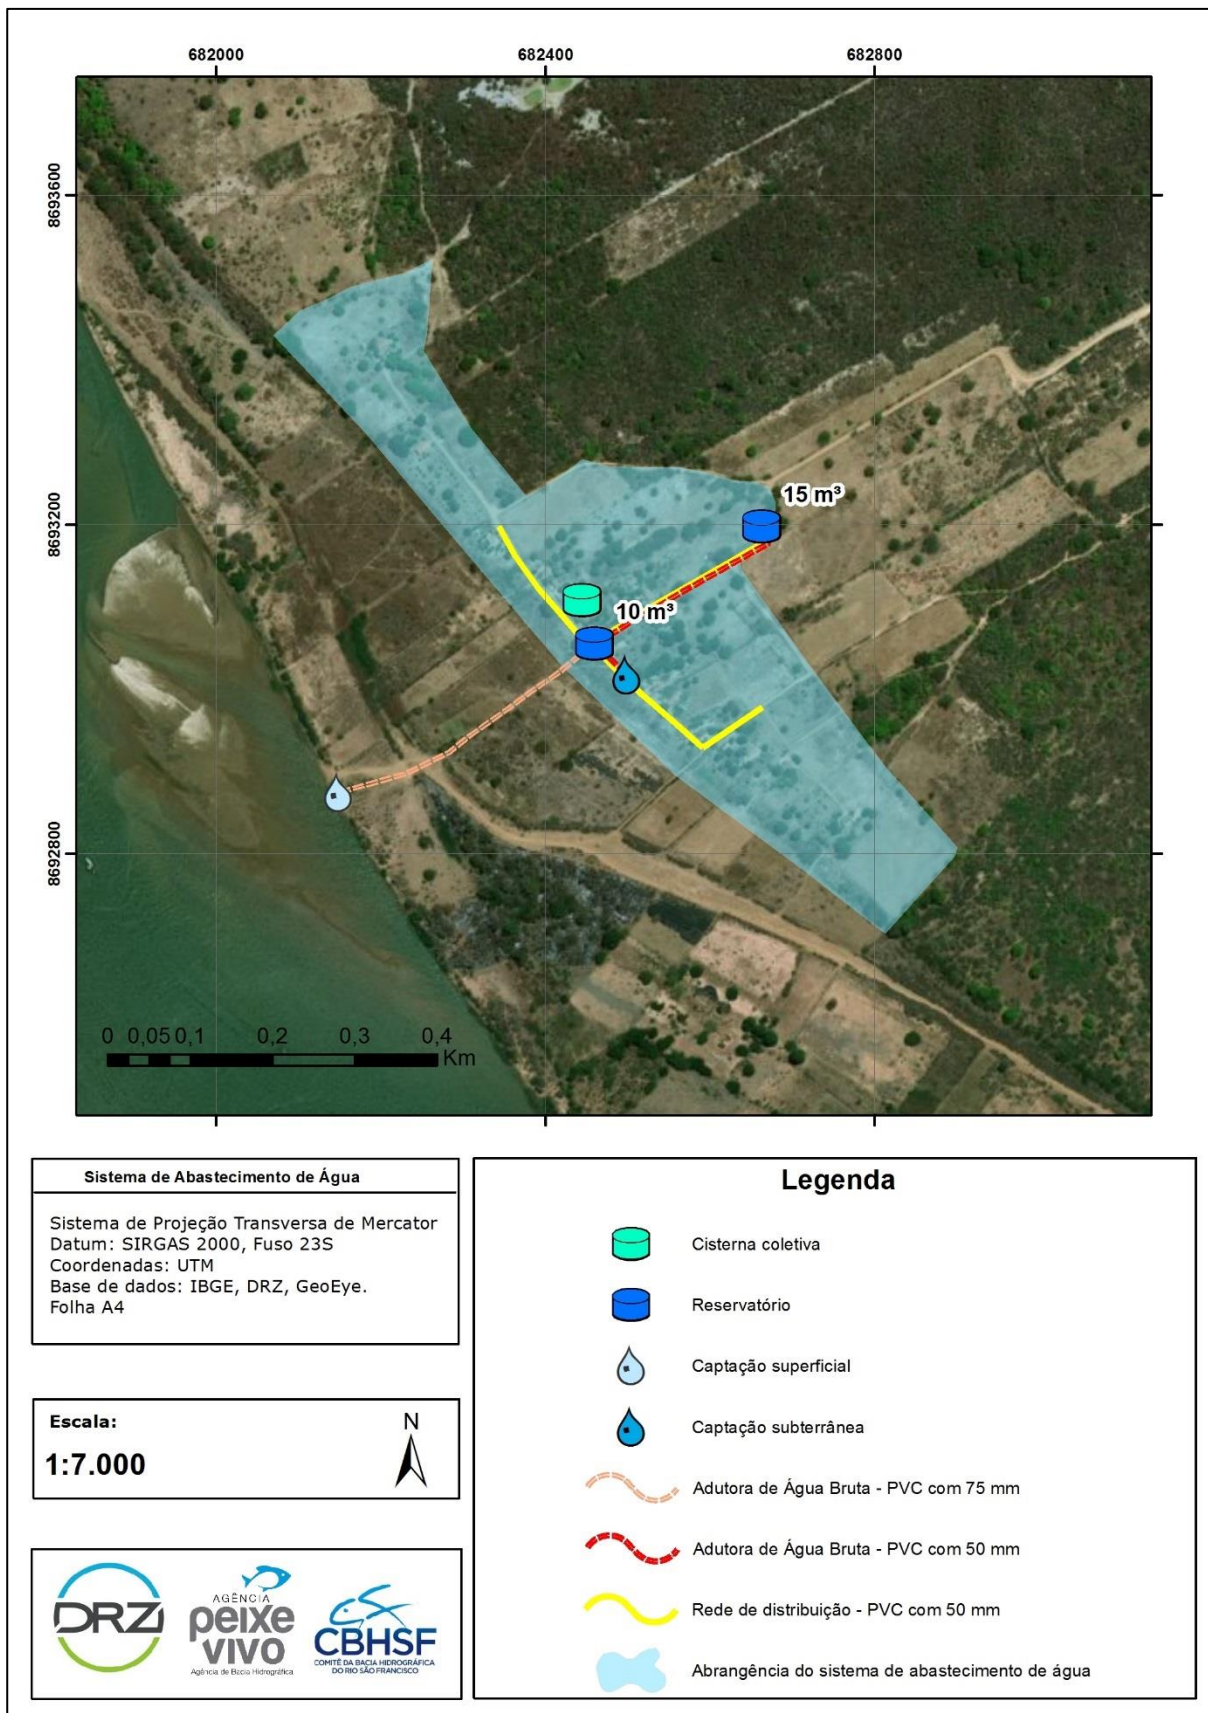 682000
682400
682800
8693600
8693200
8692800
15 m³
10 m³
0 0,05 0,1 0,2 0,3 0,4
Km
Sistema de Abastecimento de Água
Sistema de Projeção Transversa de Mercator
Datum: SIRGAS 2000, Fuso 23S
Coordenadas: UTM
Base de dados: IBGE, DRZ, GeoEye.
Folha A4
Escala:
1:7.000
N
DRZ
AGÊNCIA
peixe
vivo
Agência de Bacia Hidrográfica
CBHSF
COMITÊ DA BACIA HIDROGRÁFICA
DO RIO SÃO FRANCISCO
Legenda
Cisterna coletiva
Reservatório
Captação superficial
Captação subterrânea
Adutora de Água Bruta - PVC com 75 mm
Adutora de Água Bruta - PVC com 50 mm
Rede de distribuição - PVC com 50 mm
Abrangência do sistema de abastecimento de água